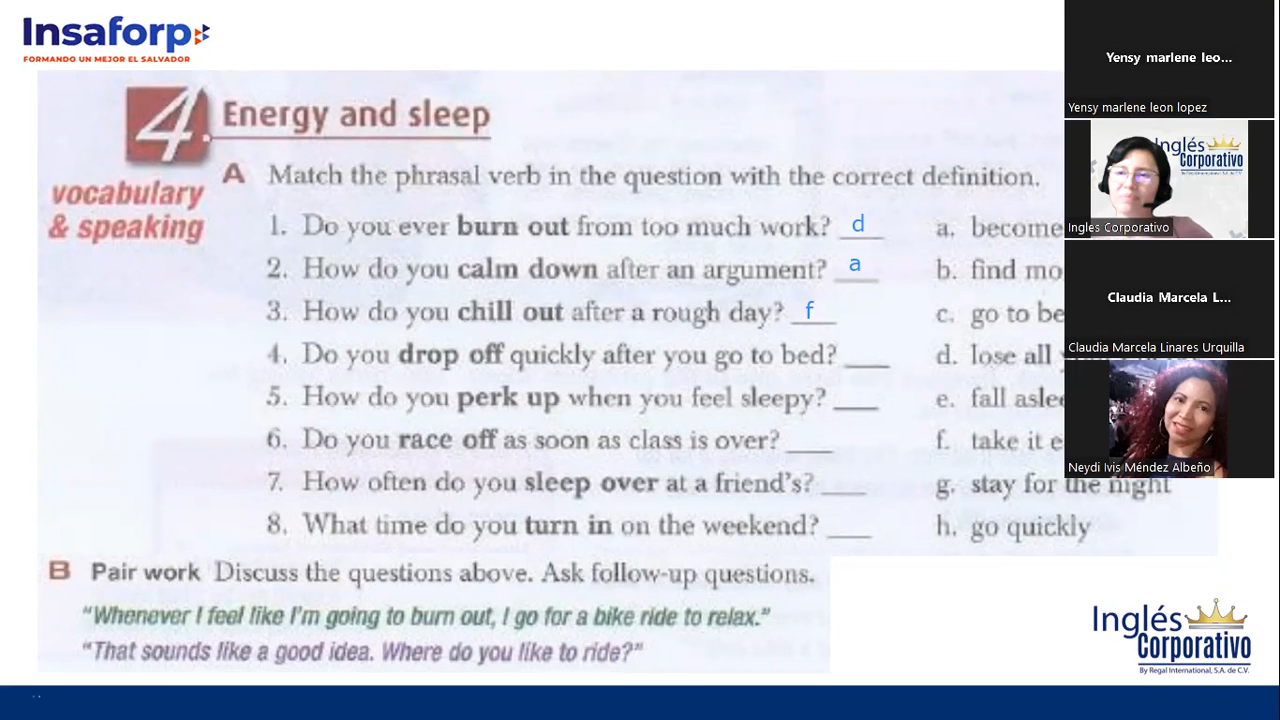 Insaforp
FORMANDO UN MEJOR EL SALVADOR
4. Energy and sleep
vocabulary
& speaking
A Match the phrasal verb in the question with the correct definition.
1. Do you ever burn out from too much work? d
2. How do you calm down after an argument? a
3. How do you chill out after a rough day? f
4. Do you drop off quickly after you go to bed? ___
5. How do you perk up when you feel sleepy? ___
6. Do you race off as soon as class is over? ___
7. How often do you sleep over at a friend's? ___
8. What time do you turn in on the weekend? ___
a. become
b. find mo
c. go to be
d. lose all
e. fall aslee
f. take it e
g. stay for the night
h. go quickly
B Pair work Discuss the questions above. Ask follow-up questions.
"Whenever I feel like I'm going to burn out, I go for a bike ride to relax."
"That sounds like a good idea. Where do you like to ride?"
Yensy marlene leo...
Yensy marlene leon lopez
Inglés
Corporativo
By Regal International, S.A. de C.V.
Ingles Corporativo
Claudia Marcela L...
Claudia Marcela Linares Urquilla
Neydi Ivis Méndez Albeño
Inglés
Corporativo
By Regal International, S.A. de C.V.